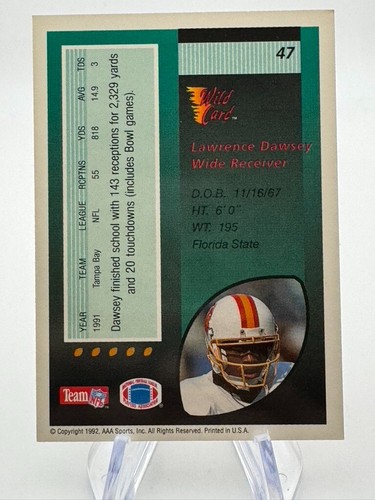 47
Wild
Card™
Lawrence Dawsey
Wide Receiver
D.O.B. 11/16/67
HT. 6' 0"
WT. 195
Florida State
YEAR TEAM LEAGUE RCPTNS YDS AVG TDS
1991 Tampa Bay NFL 55 818 14.9 3
Dawsey finished school with 143 receptions for 2,329 yards
and 20 touchdowns (includes Bowl games).
Team NFL
© Copyright 1992, AAA Sports, Inc. All Rights Reserved. Printed in U.S.A.